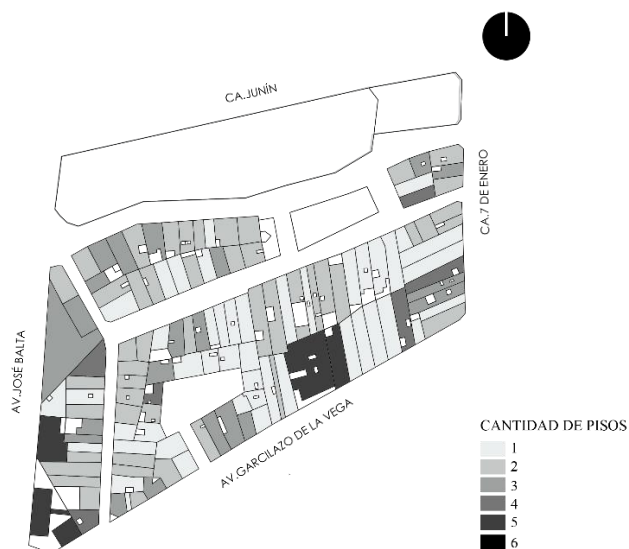 CA.JUNÍN
CA.7 DE ENERO
AV.JOSÉ BALTA
AV.GARCILAZO DE LA VEGA
CANTIDAD DE PISOS
1
2
3
4
5
6